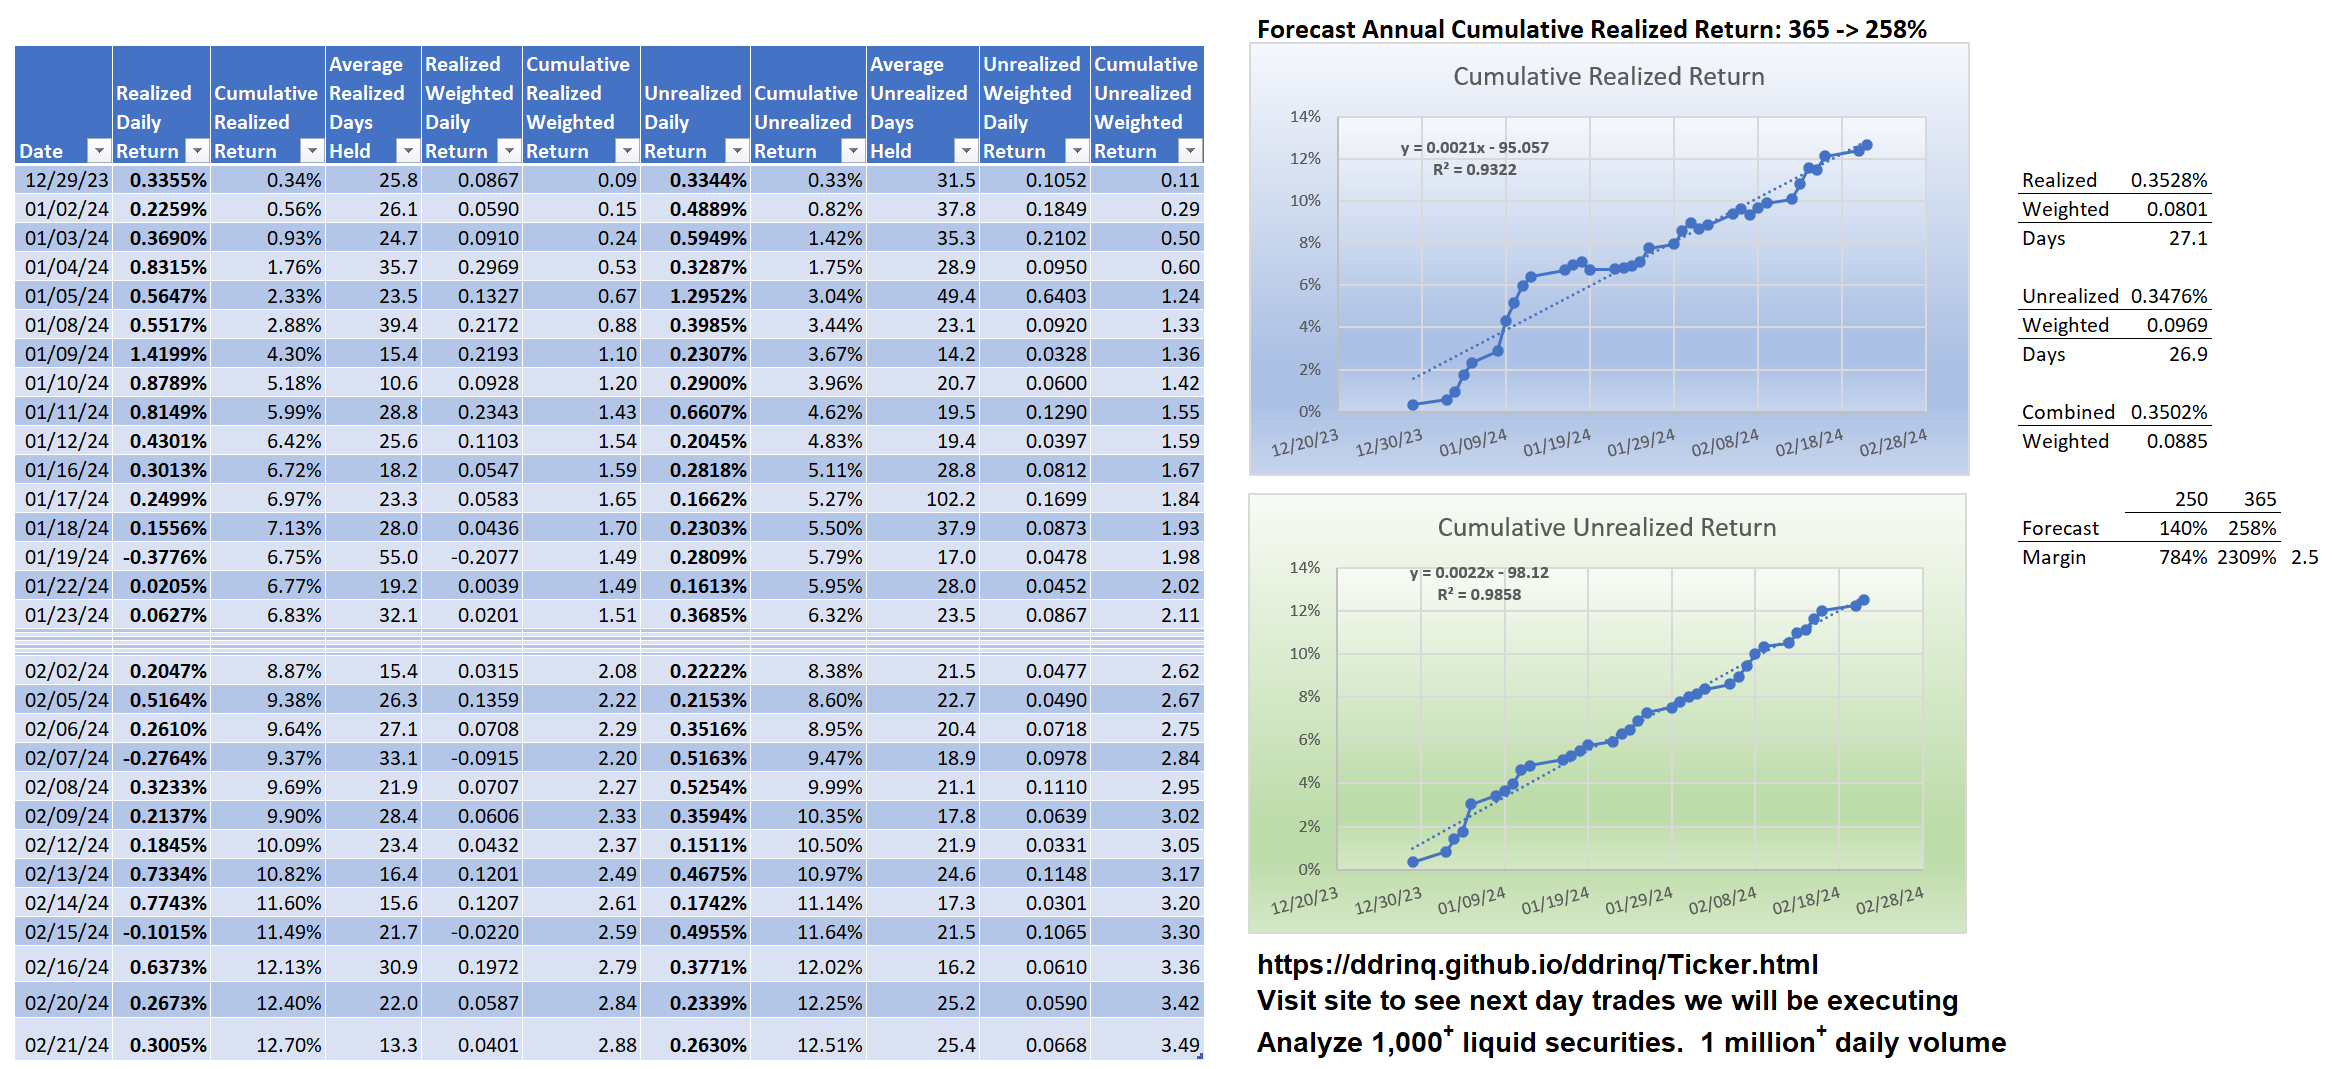 Forecast Annual Cumulative Realized Return: 365 -> 258%
Date Realized Daily Return Cumulative Realized Return Average Realized Days Held Realized Weighted Daily Return Cumulative Realized Weighted Return Unrealized Daily Return Cumulative Unrealized Return Average Unrealized Days Held Unrealized Weighted Daily Return Cumulative Unrealized Weighted Return
12/29/23 0.3355% 0.34% 25.8 0.0867 0.09 0.3344% 0.33% 31.5 0.1052 0.11
01/02/24 0.2259% 0.56% 26.1 0.0590 0.15 0.4889% 0.82% 37.8 0.1849 0.29
01/03/24 0.3690% 0.93% 24.7 0.0910 0.24 0.5949% 1.42% 35.3 0.2102 0.50
01/04/24 0.8315% 1.76% 35.7 0.2969 0.53 0.3287% 1.75% 28.9 0.0950 0.60
01/05/24 0.5647% 2.33% 23.5 0.1327 0.67 1.2952% 3.04% 49.4 0.6403 1.24
01/08/24 0.5517% 2.88% 39.4 0.2172 0.88 0.3985% 3.44% 23.1 0.0920 1.33
01/09/24 1.4199% 4.30% 15.4 0.2193 1.10 0.2307% 3.67% 14.2 0.0328 1.36
01/10/24 0.8789% 5.18% 10.6 0.0928 1.20 0.2900% 3.96% 20.7 0.0600 1.42
01/11/24 0.8149% 5.99% 28.8 0.2343 1.43 0.6607% 4.62% 19.5 0.1290 1.55
01/12/24 0.4301% 6.42% 25.6 0.1103 1.54 0.2045% 4.83% 19.4 0.0397 1.59
01/16/24 0.3013% 6.72% 18.2 0.0547 1.59 0.2818% 5.11% 28.8 0.0812 1.67
01/17/24 0.2499% 6.97% 23.3 0.0583 1.65 0.1662% 5.27% 102.2 0.1699 1.84
01/18/24 0.1556% 7.13% 28.0 0.0436 1.70 0.2303% 5.50% 37.9 0.0873 1.93
01/19/24 -0.3776% 6.75% 55.0 -0.2077 1.49 0.2809% 5.79% 17.0 0.0478 1.98
01/22/24 0.0205% 6.77% 19.2 0.0039 1.49 0.1613% 5.95% 28.0 0.0452 2.02
01/23/24 0.0627% 6.83% 32.1 0.0201 1.51 0.3685% 6.32% 23.5 0.0867 2.11
02/02/24 0.2047% 8.87% 15.4 0.0315 2.08 0.2222% 8.38% 21.5 0.0477 2.62
02/05/24 0.5164% 9.38% 26.3 0.1359 2.22 0.2153% 8.60% 22.7 0.0490 2.67
02/06/24 0.2610% 9.64% 27.1 0.0708 2.29 0.3516% 8.95% 20.4 0.0718 2.75
02/07/24 -0.2764% 9.37% 33.1 -0.0915 2.20 0.5163% 9.47% 18.9 0.0978 2.84
02/08/24 0.3233% 9.69% 21.9 0.0707 2.27 0.5254% 9.99% 21.1 0.1110 2.95
02/09/24 0.2137% 9.90% 28.4 0.0606 2.33 0.3594% 10.35% 17.8 0.0639 3.02
02/12/24 0.1845% 10.09% 23.4 0.0432 2.37 0.1511% 10.50% 21.9 0.0331 3.05
02/13/24 0.7334% 10.82% 16.4 0.1201 2.49 0.4675% 10.97% 24.6 0.1148 3.17
02/14/24 0.7743% 11.60% 15.6 0.1207 2.61 0.1742% 11.14% 17.3 0.0301 3.20
02/15/24 -0.1015% 11.49% 21.7 -0.0220 2.59 0.4955% 11.64% 21.5 0.1065 3.30
02/16/24 0.6373% 12.13% 30.9 0.1972 2.79 0.3771% 12.02% 16.2 0.0610 3.36
02/20/24 0.2673% 12.40% 22.0 0.0587 2.84 0.2339% 12.25% 25.2 0.0590 3.42
02/21/24 0.3005% 12.70% 13.3 0.0401 2.88 0.2630% 12.51% 25.4 0.0668 3.49
Cumulative Realized Return
y = 0.0021x - 95.057
R² = 0.9322
14%
12%
10%
8%
6%
4%
2%
0%
12/20/23 12/30/23 01/09/24 01/19/24 01/29/24 02/08/24 02/18/24 02/28/24
Cumulative Unrealized Return
y = 0.0022x - 98.12
R² = 0.9858
14%
12%
10%
8%
6%
4%
2%
0%
12/20/23 12/30/23 01/09/24 01/19/24 01/29/24 02/08/24 02/18/24 02/28/24
Realized 0.3528%
Weighted 0.0801
Days 27.1
Unrealized 0.3476%
Weighted 0.0969
Days 26.9
Combined 0.3502%
Weighted 0.0885
250 365
Forecast 140% 258%
Margin 784% 2309% 2.5
https://ddrinq.github.io/ddrinq/Ticker.html
Visit site to see next day trades we will be executing
Analyze 1,000+ liquid securities. 1 million+ daily volume